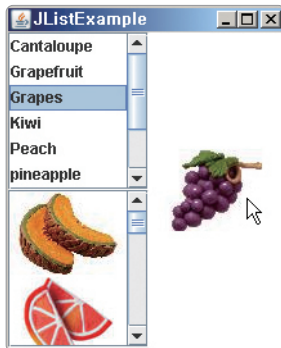 JListExample
Cantaloupe
Grapefruit
Grapes
Kiwi
Peach
pineapple